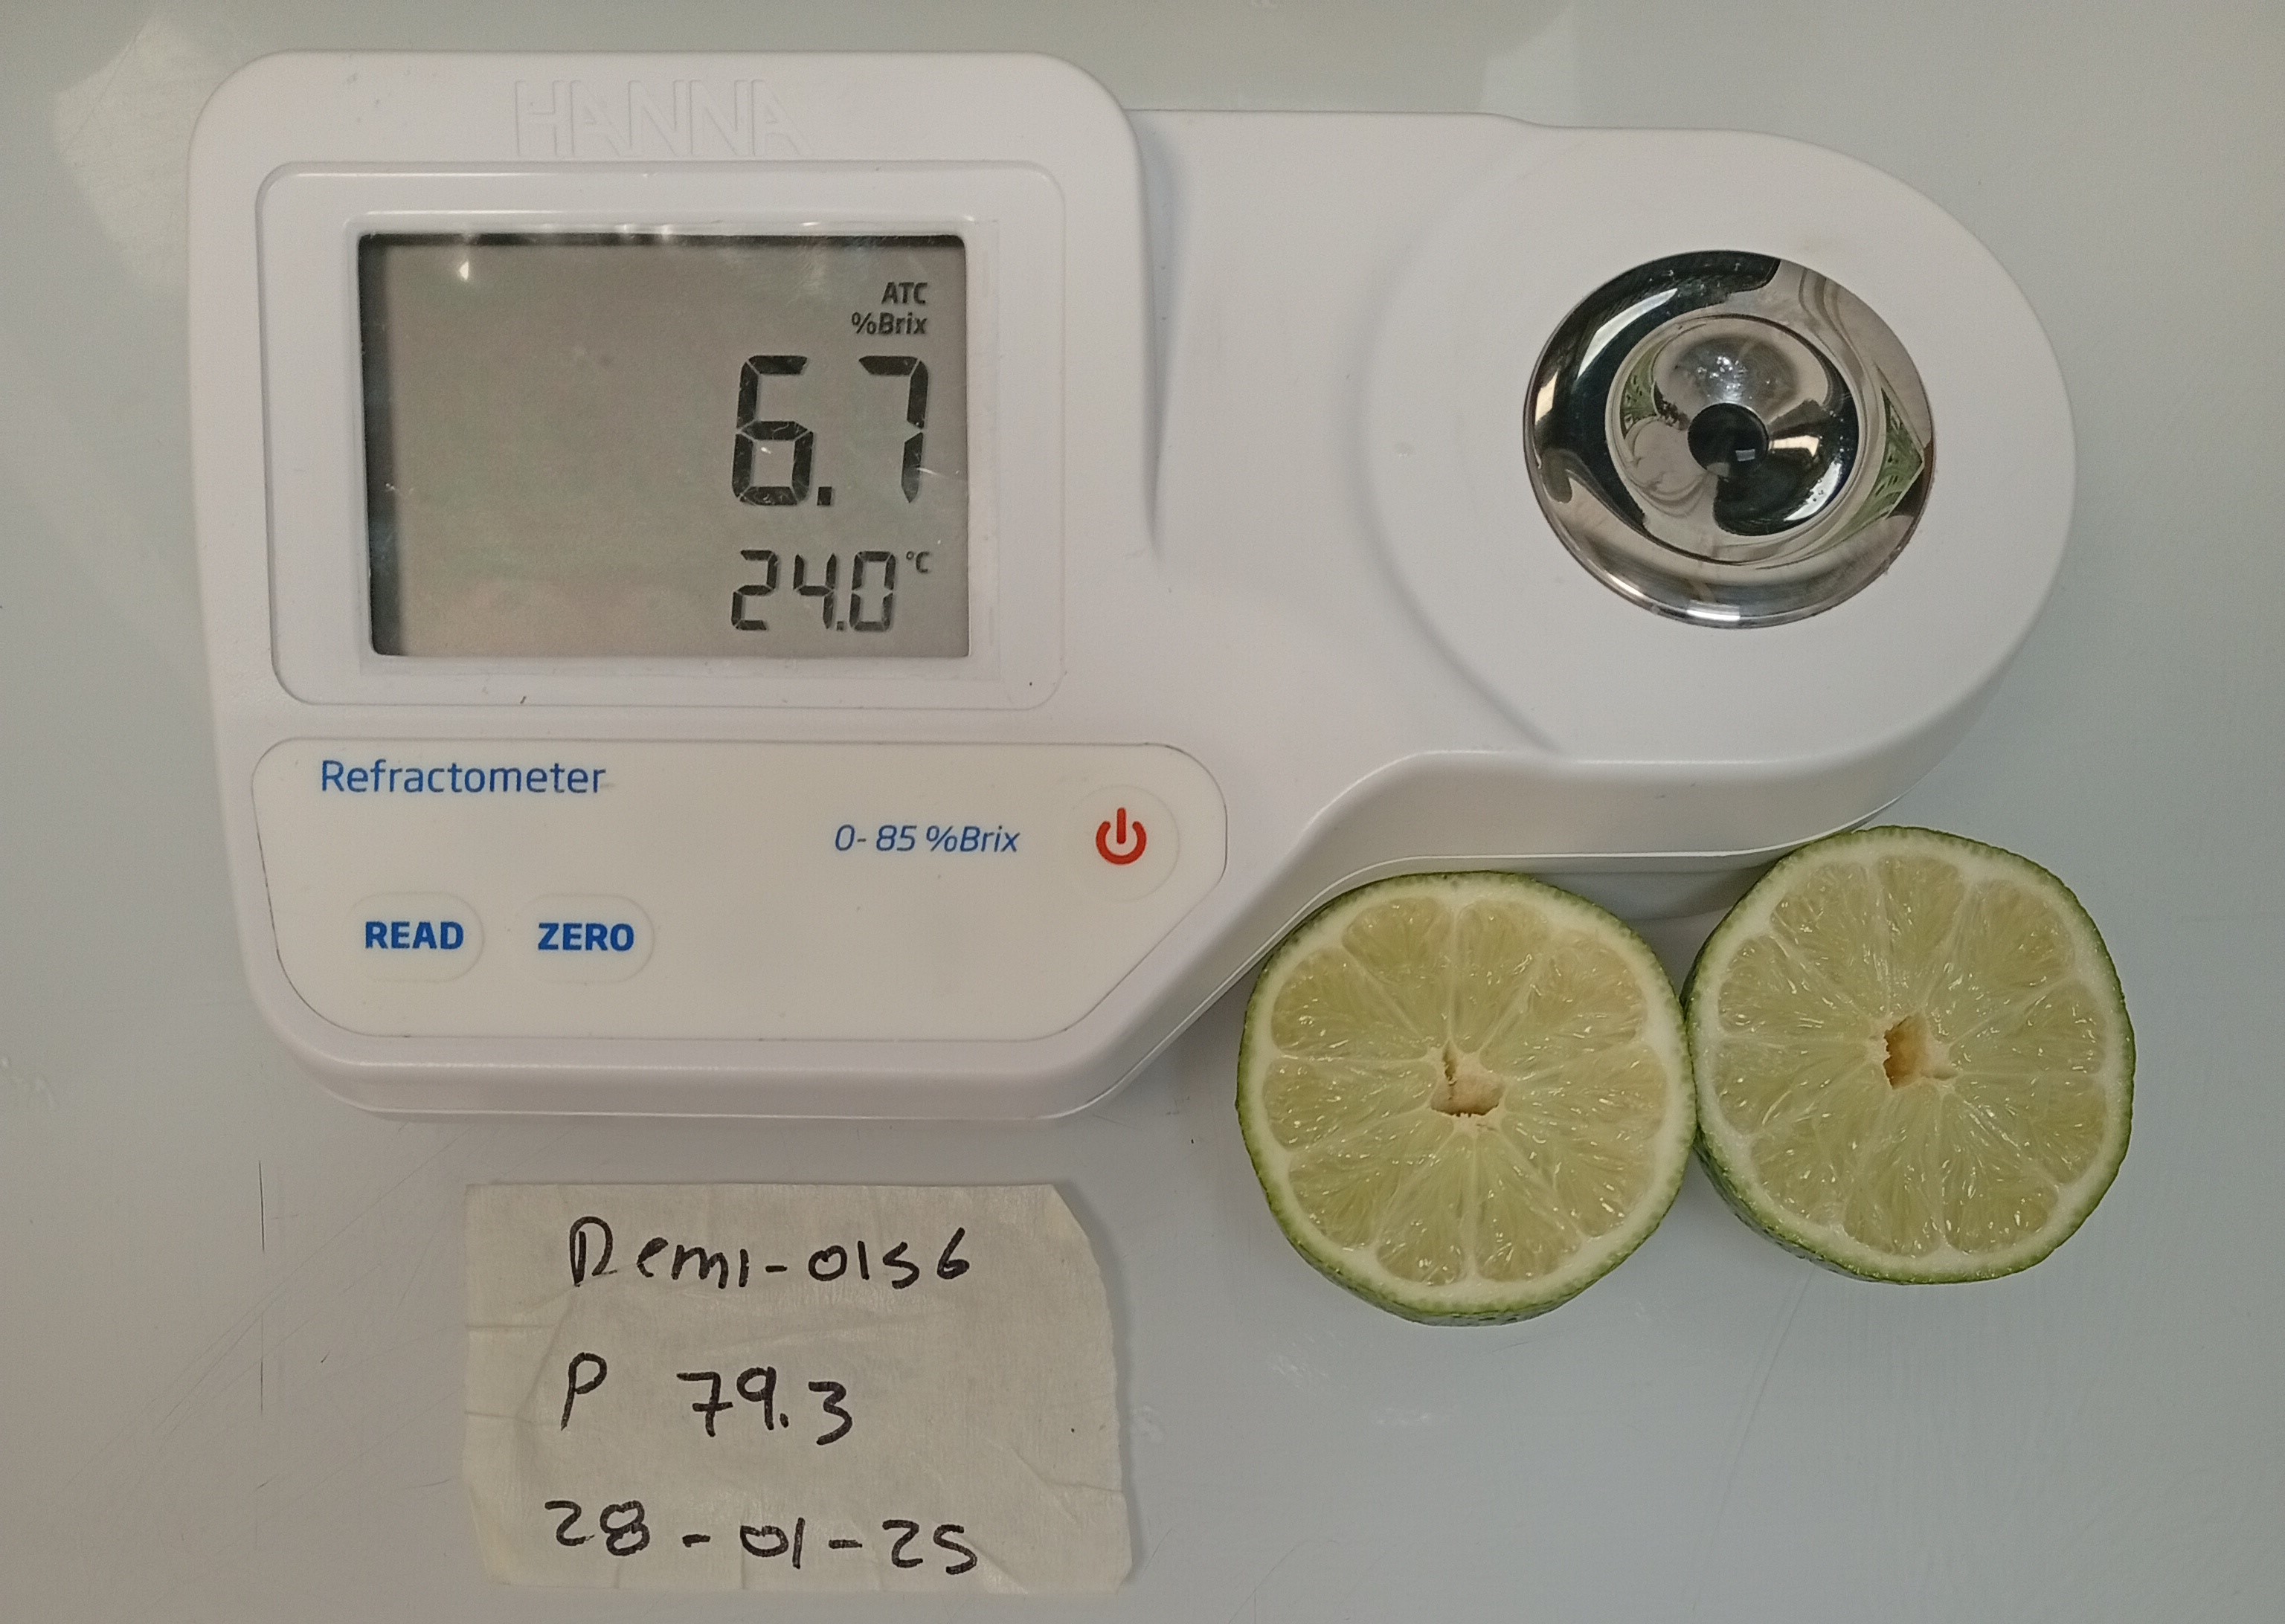 HANNA
ATC
%Brix
6.7
24.0°C
Refractometer
0-85 %Brix
READ ZERO
Demi-0156
P 79.3
28-01-25